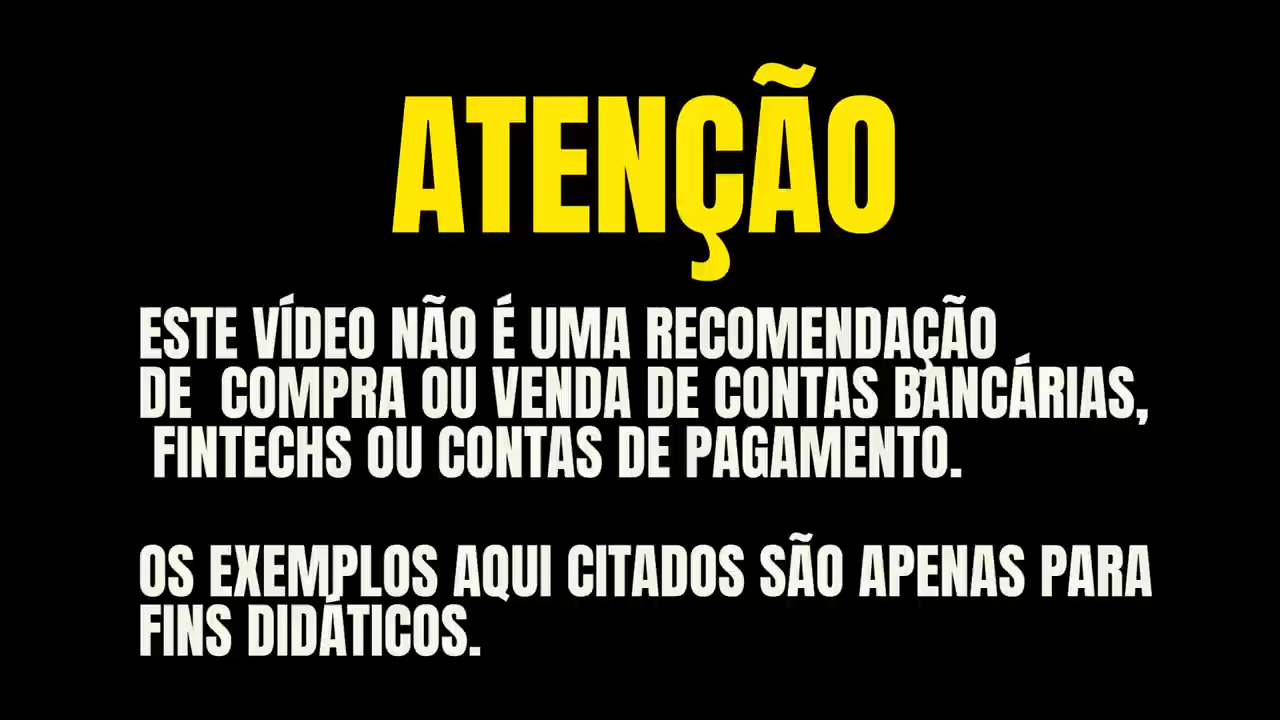 ATENÇÃO
ESTE VÍDEO NÃO É UMA RECOMENDAÇÃO
DE COMPRA OU VENDA DE CONTAS BANCÁRIAS,
FINTECHS OU CONTAS DE PAGAMENTO.
OS EXEMPLOS AQUI CITADOS SÃO APENAS PARA
FINS DIDÁTICOS.